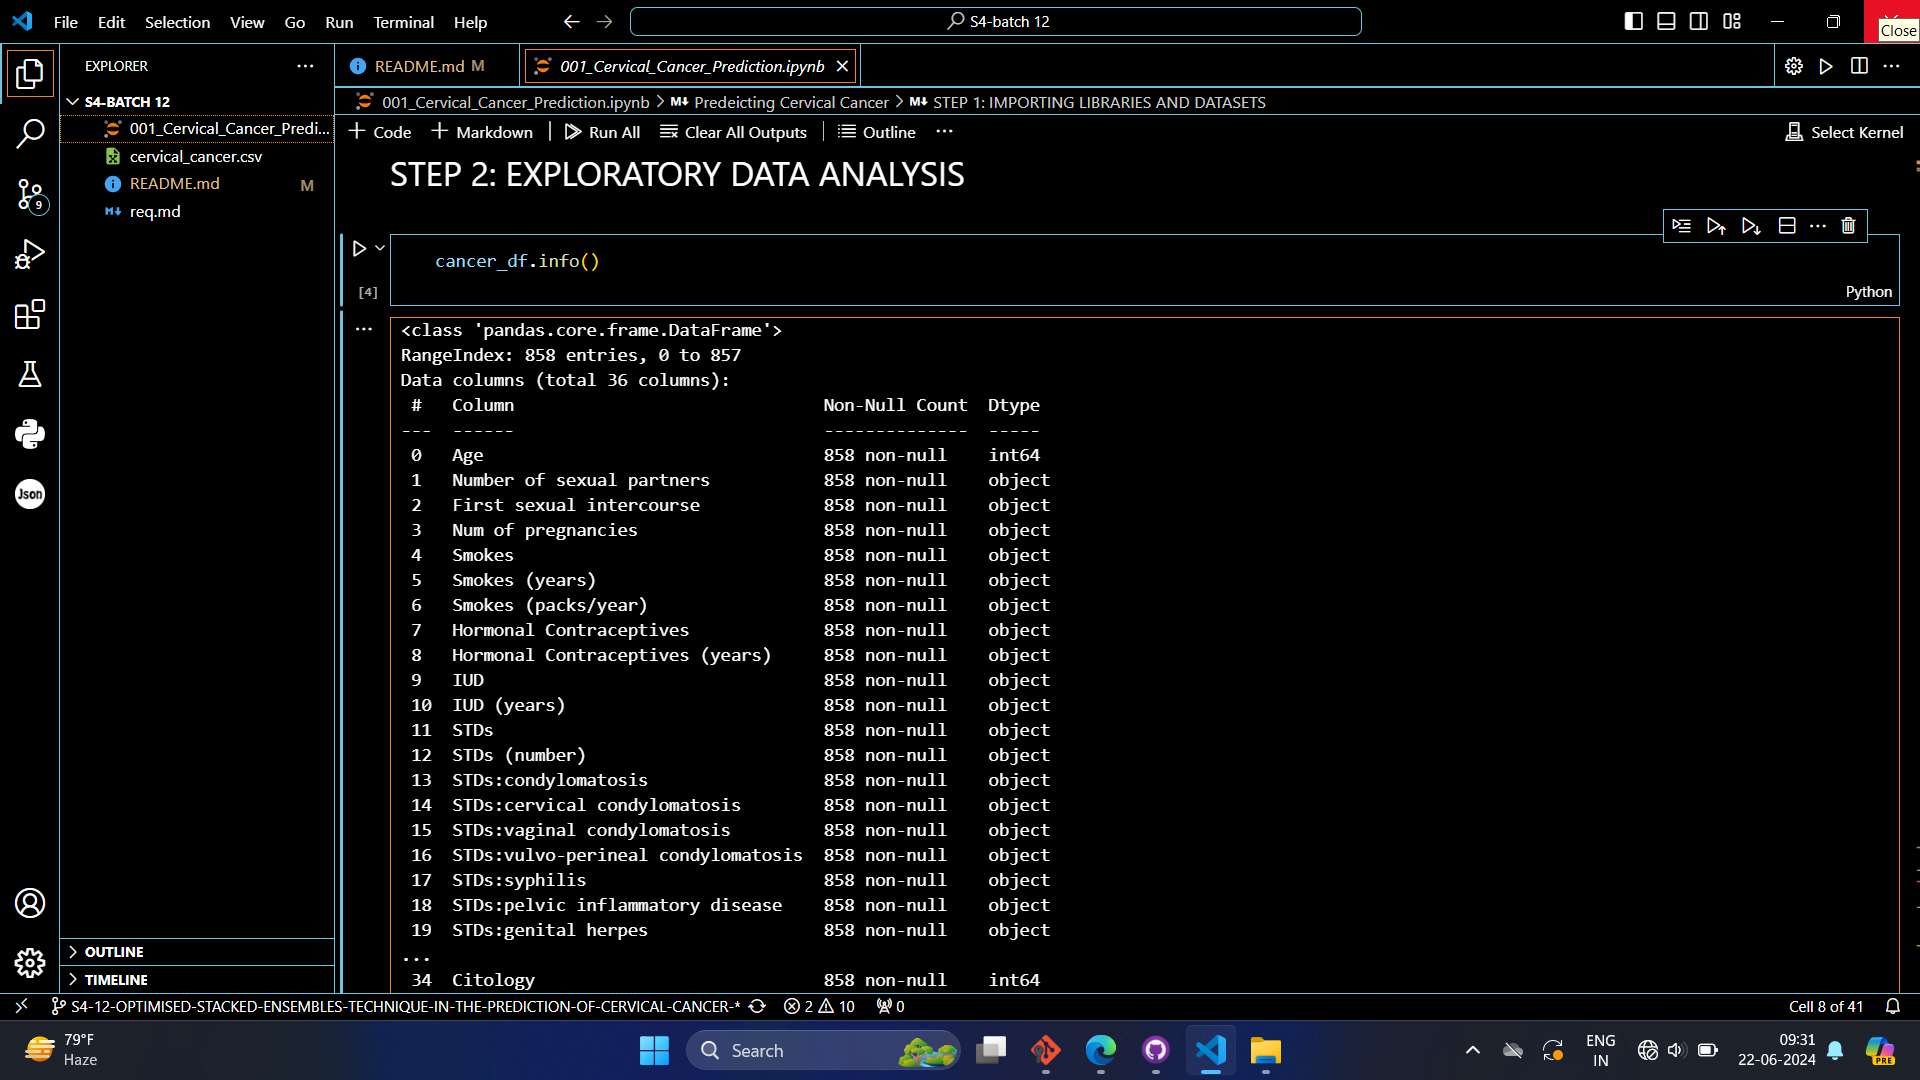 File Edit Selection View Go Run Terminal Help
S4-batch 12
Close
EXPLORER
README.md M
001_Cervical_Cancer_Prediction.ipynb
S4-BATCH 12
001_Cervical_Cancer_Predi...
cervical_cancer.csv
README.md M
req.md
001_Cervical_Cancer_Prediction.ipynb > Predeicting Cervical Cancer > STEP 1: IMPORTING LIBRARIES AND DATASETS
+ Code + Markdown | Run All Clear All Outputs | Outline ...
Select Kernel
STEP 2: EXPLORATORY DATA ANALYSIS
cancer_df.info()
[4]
Python
<class 'pandas.core.frame.DataFrame'>
RangeIndex: 858 entries, 0 to 857
Data columns (total 36 columns):
# Column Non-Null Count Dtype
--- ------ -------------- -----
0 Age 858 non-null int64
1 Number of sexual partners 858 non-null object
2 First sexual intercourse 858 non-null object
3 Num of pregnancies 858 non-null object
4 Smokes 858 non-null object
5 Smokes (years) 858 non-null object
6 Smokes (packs/year) 858 non-null object
7 Hormonal Contraceptives 858 non-null object
8 Hormonal Contraceptives (years) 858 non-null object
9 IUD 858 non-null object
10 IUD (years) 858 non-null object
11 STDs 858 non-null object
12 STDs (number) 858 non-null object
13 STDs:condylomatosis 858 non-null object
14 STDs:cervical condylomatosis 858 non-null object
15 STDs:vaginal condylomatosis 858 non-null object
16 STDs:vulvo-perineal condylomatosis 858 non-null object
17 STDs:syphilis 858 non-null object
18 STDs:pelvic inflammatory disease 858 non-null object
19 STDs:genital herpes 858 non-null object
...
34 Citology 858 non-null int64
9
Json
OUTLINE
TIMELINE
S4-12-OPTIMISED-STACKED-ENSEMBLES-TECHNIQUE-IN-THE-PREDICTION-OF-CERVICAL-CANCER-* 2 10 0
Cell 8 of 41
79°F
Haze
Search
ENG
IN
09:31
22-06-2024
PRE